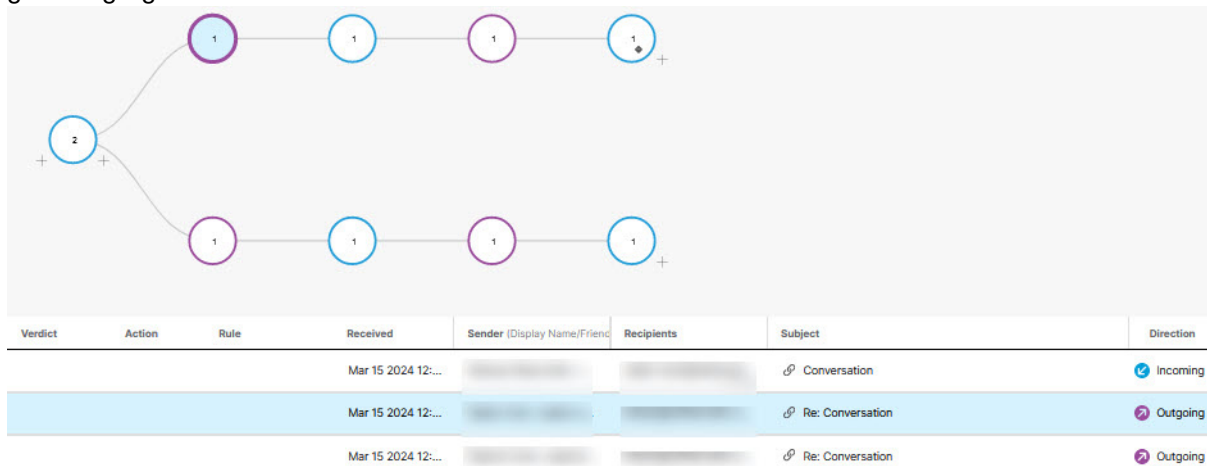 1 1 1 1
2
1 1 1 1
Verdict Action Rule Received Sender (Display Name/Friend Recipients Subject Direction
Mar 15 2024 12:... Conversation Incoming
Mar 15 2024 12:... Re: Conversation Outgoing
Mar 15 2024 12:... Re: Conversation Outgoing